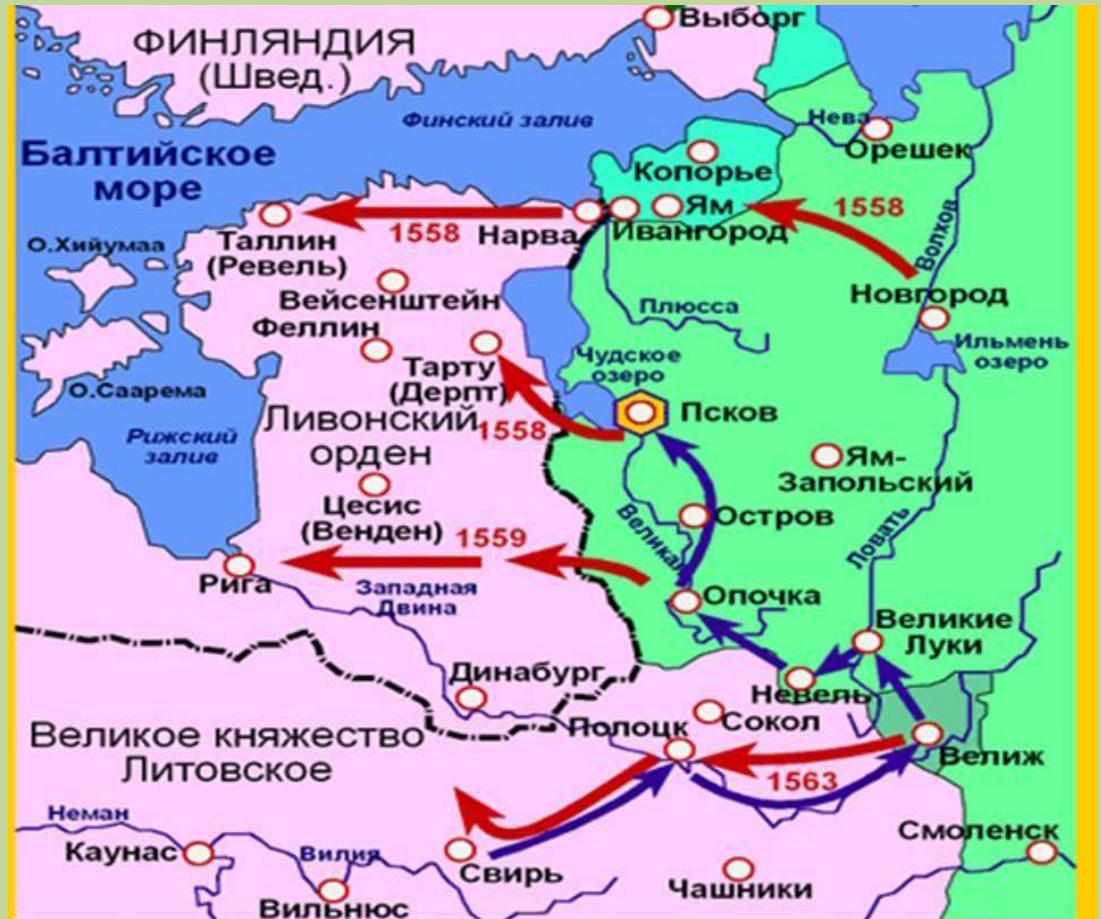 Выборг
ФИНЛЯНДИЯ
(Швед.)
Финский залив
Нева
Орешек
Балтийское
море
Копорье
1558
Ям
Нарва
Ивангород
1558
Волхов
О.Хийумаа
Таллин
(Ревель)
Вейсенштейн
Новгород
Плюсса
Феллин
Ильмень
озеро
Чудское
озеро
Тарту
(Дерпт)
О.Саарема
Псков
Ливонский
орден
1558
Рижский
залив
Ям-
Запольский
Цесис
(Венден)
Остров
Великая
1559
Ловать
Рига
Западная
Двина
Опочка
Великие
Луки
Динабург
Невель
Полоцк
Сокол
Великое княжество
Литовское
Велиж
1563
Неман
Смоленск
Каунас
Вилия
Свирь
Чашники
Вильнюс